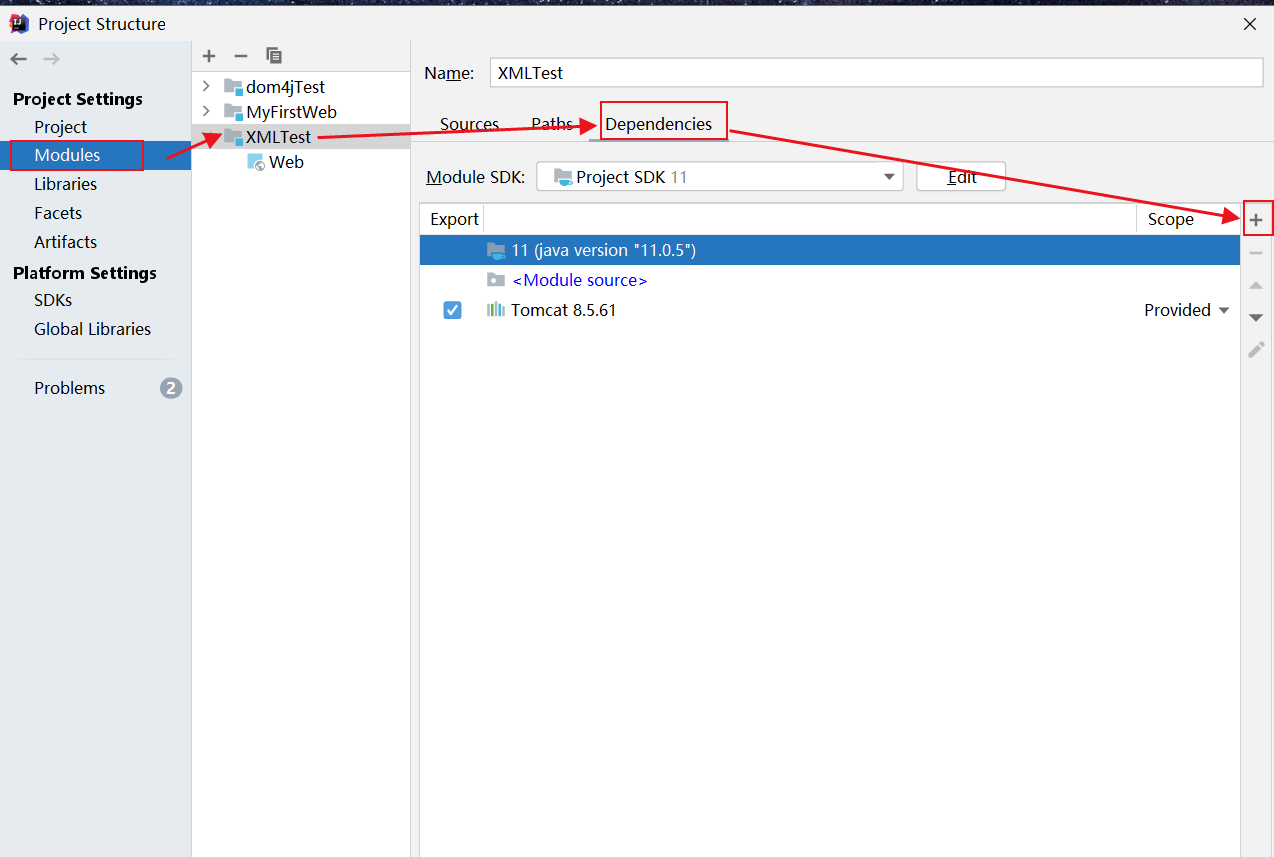 Project Structure
Project Settings
Project
Modules
Libraries
Facets
Artifacts
Platform Settings
SDKs
Global Libraries
Problems 2
dom4jTest
MyFirstWeb
XMLTest
Web
Name: XMLTest
Sources Paths Dependencies
Module SDK: Project SDK 11 Edit
Export Scope
11 (java version "11.0.5")
<Module source>
Tomcat 8.5.61 Provided